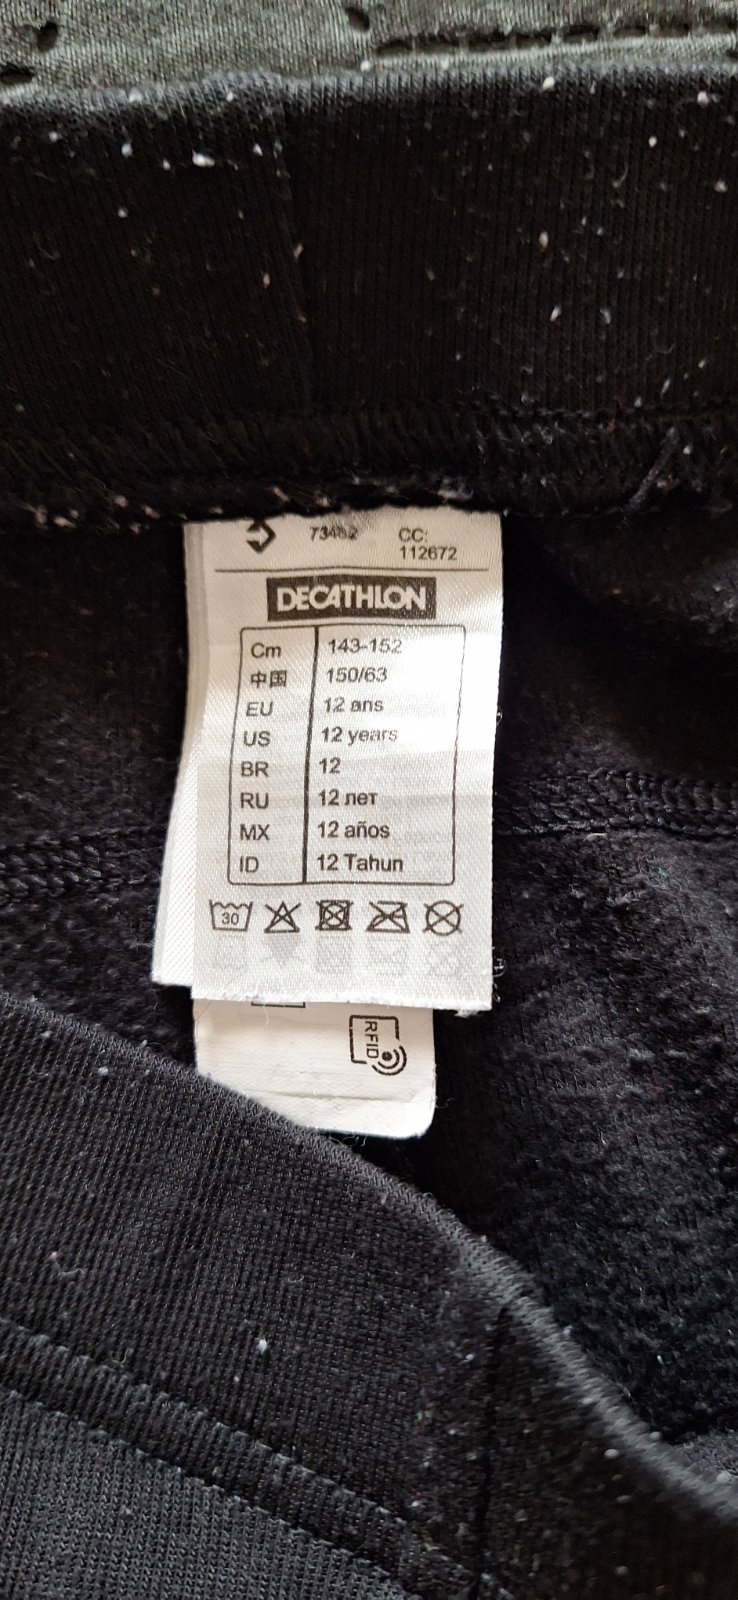 CC:
112672
DECATHLON
Cm 143-152
中国 150/63
EU 12 ans
US 12 years
BR 12
RU 12 лет
MX 12 años
ID 12 Tahun
30
RFID